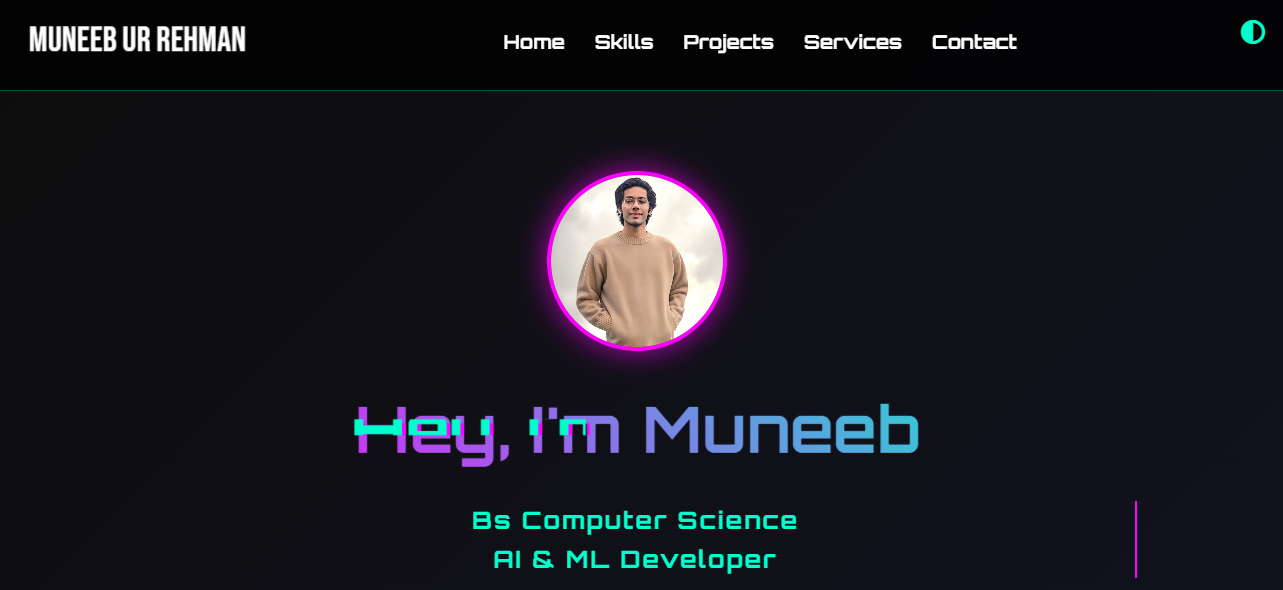 MUNEEB UR REHMAN
Home Skills Projects Services Contact
Hey, I'm Muneeb
Bs Computer Science
AI & ML Developer